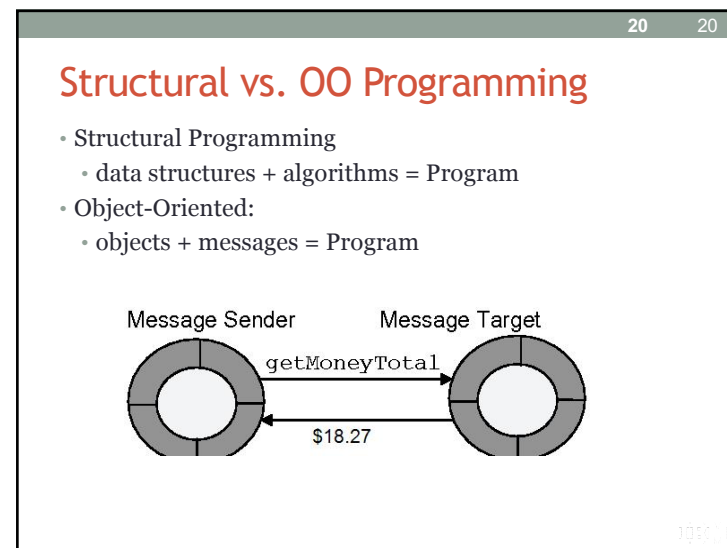 20 20
Structural vs. OO Programming
• Structural Programming
• data structures + algorithms = Program
• Object-Oriented:
• objects + messages = Program
Message Sender Message Target
getMoneyTotal
$18.27